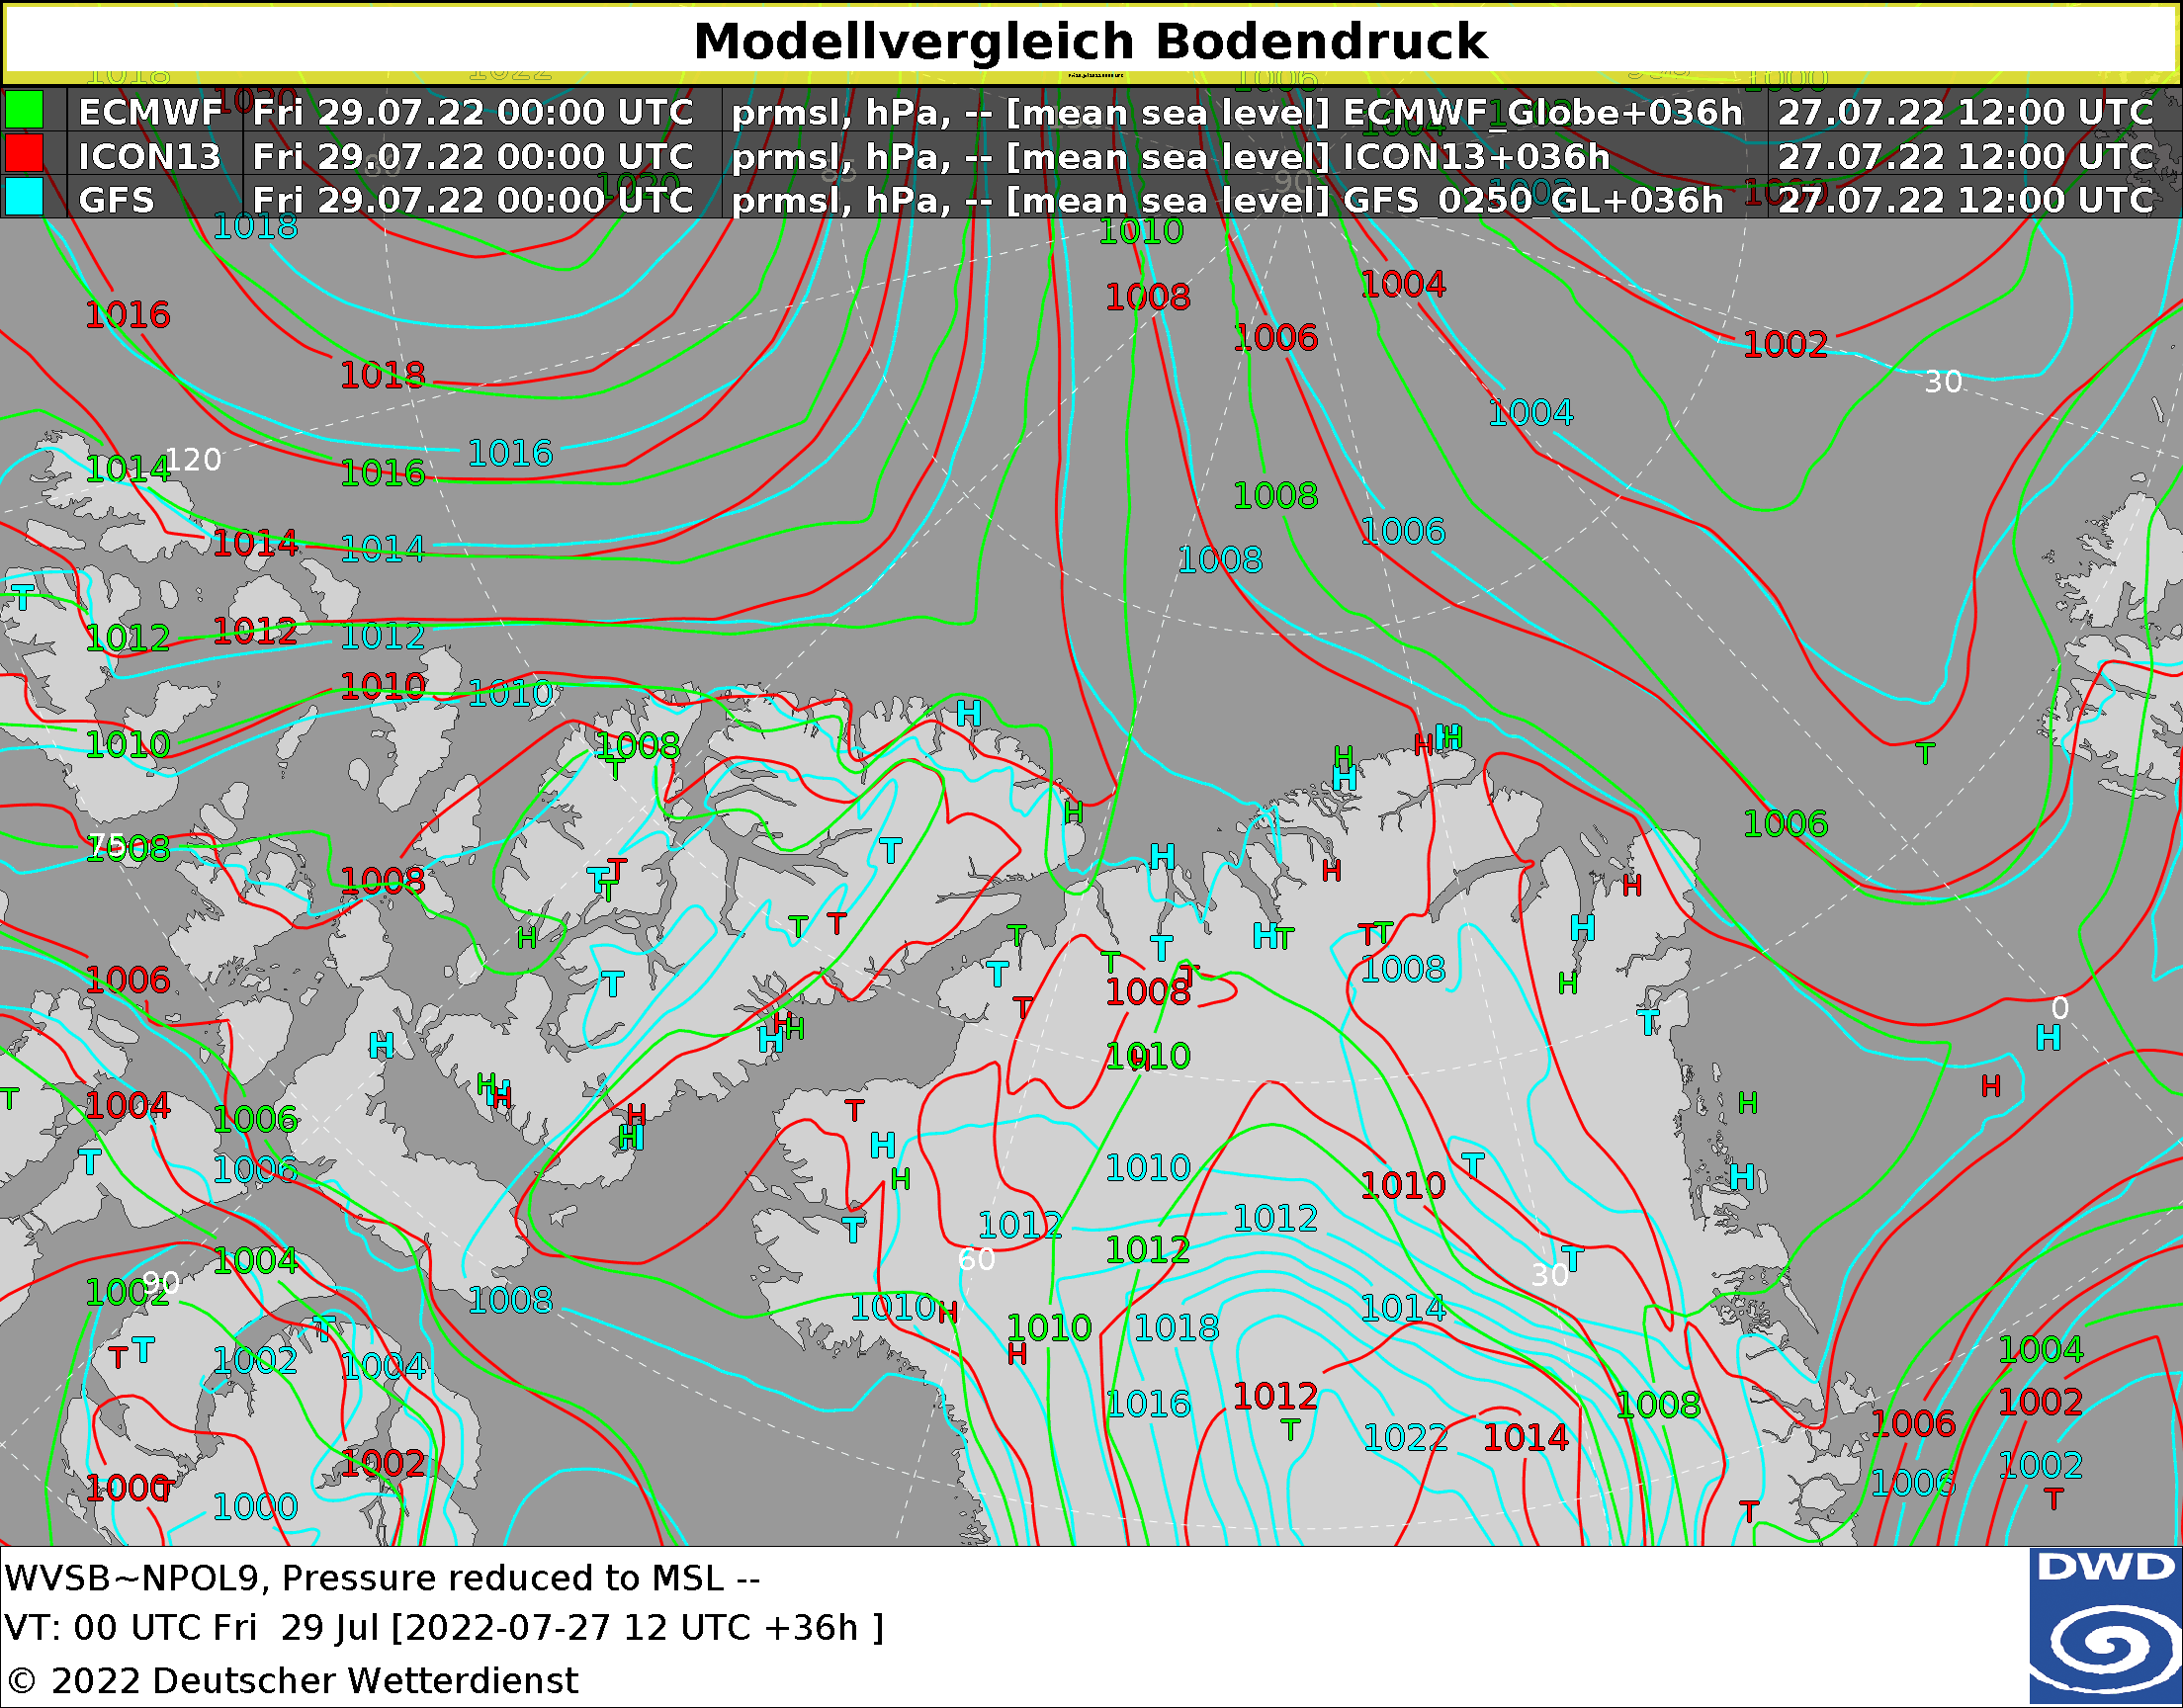 Modellvergleich Bodendruck
ECMWF Fri 29.07.22 00:00 UTC prmsl, hPa, -- [mean sea level] ECMWF_Globe+036h 27.07.22 12:00 UTC
ICON13 Fri 29.07.22 00:00 UTC prmsl, hPa, -- [mean sea level] ICON13+036h 27.07.22 12:00 UTC
GFS Fri 29.07.22 00:00 UTC prmsl, hPa, -- [mean sea level] GFS_0250_GL+036h 27.07.22 12:00 UTC
1018 1010
1016 1008 1004
1006 1002
1018 30
1004
120 1014 1016 1016 1008
1014 1014 1008 1006
T
1012 1012 1012
1010 1010
H
1010 1008 H H H H T
T H
H 1006
75 1008 T H
1008 T T T H H
H T T T T H T T T H
1006 T T T T 1008 H
1008 T 0
H H H H T H
T H H H H 1010 H H
1004 1006 T H H H
T 1006 H H 1010 T 1010 H
T 1012 1012
1004 60 1012 T 30
90 1002 1008 1010 H 1014
T T T 1002 1004 1010 H 1018 1004
1016 1012 1008 1002
T 1022 1014 1006
1000 T 1002 1002
1000 T 1006 T
WVSB~NPOL9, Pressure reduced to MSL --
VT: 00 UTC Fri 29 Jul [2022-07-27 12 UTC +36h ]
© 2022 Deutscher Wetterdienst
DWD